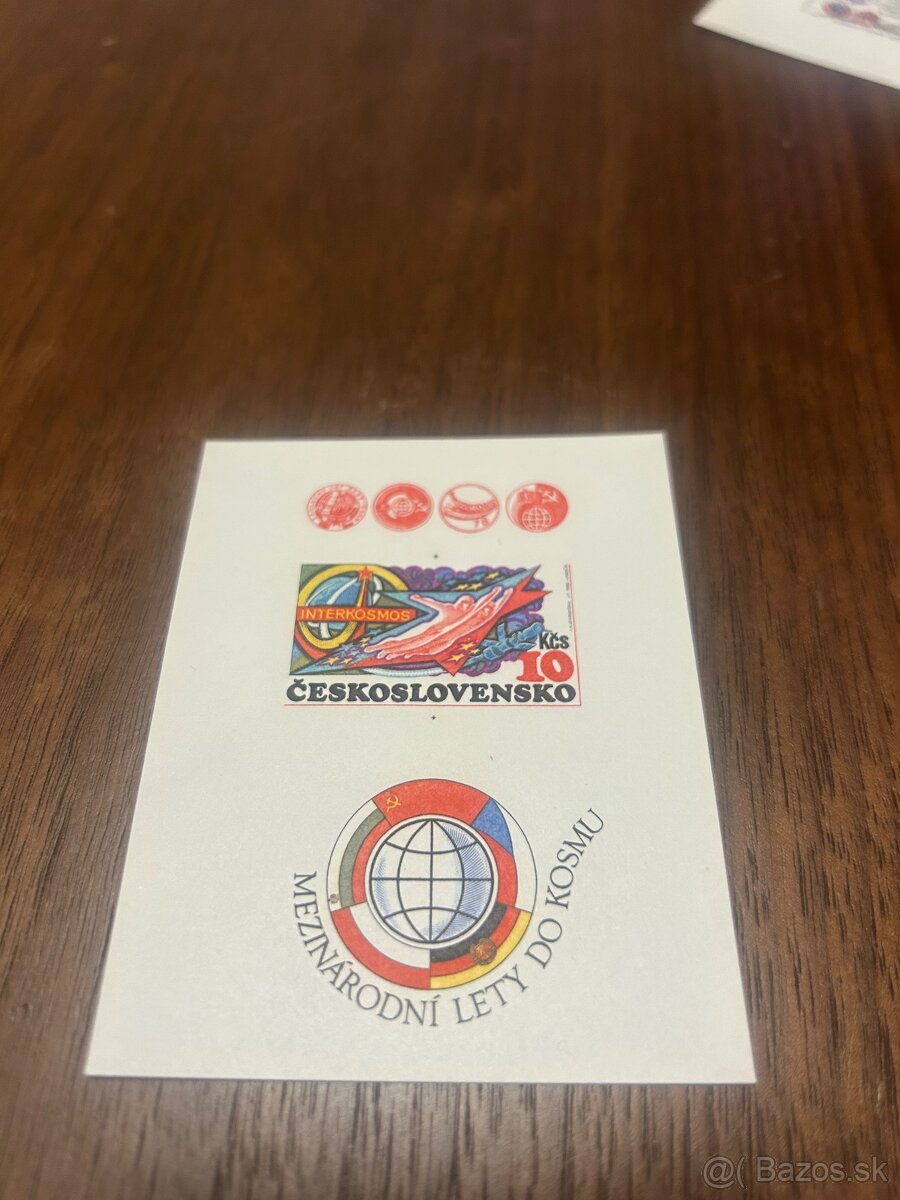 INTERKOSMOS
Kčs
10
ČESKOSLOVENSKO
MEZINÁRODNÍ LETY DO KOSMU
@( Bazos.sk